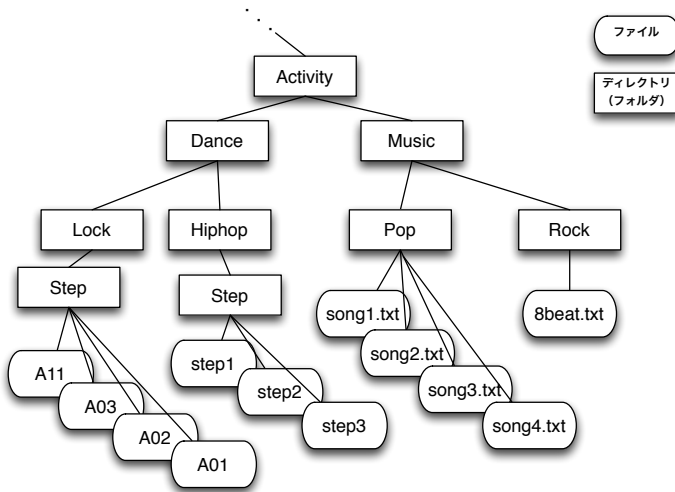 ファイル
Activity
ディレクトリ
(フォルダ)
Dance
Music
Lock
Hiphop
Pop
Rock
Step
Step
song1.txt
8beat.txt
step1
song2.txt
A11
step2
song3.txt
A03
step3
song4.txt
A02
A01